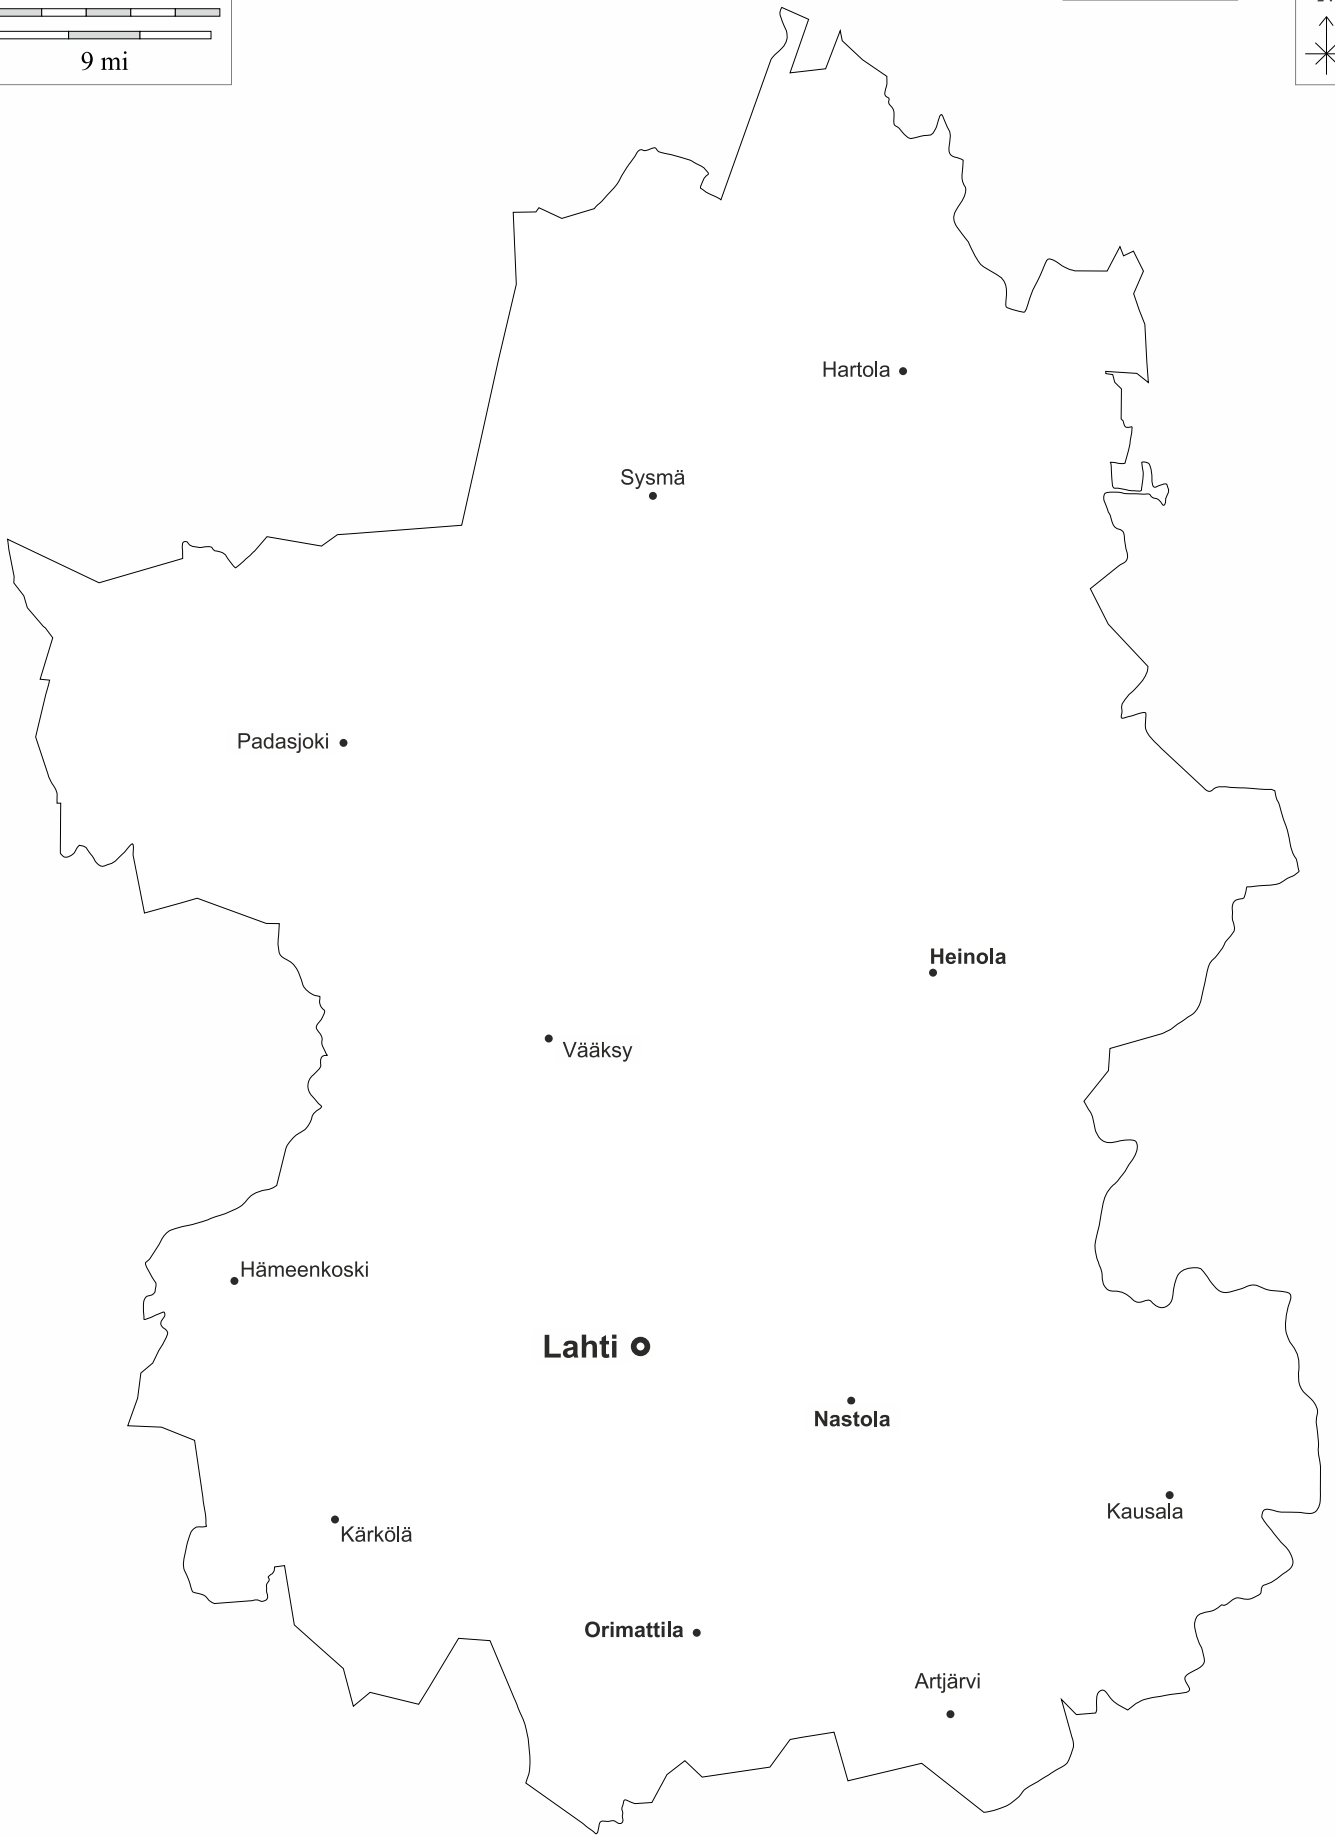 9 mi
Hartola
Sysmä
Padasjoki
Heinola
Vääksy
Hämeenkoski
Lahti
Nastola
Kausala
Kärkölä
Orimattila
Artjärvi